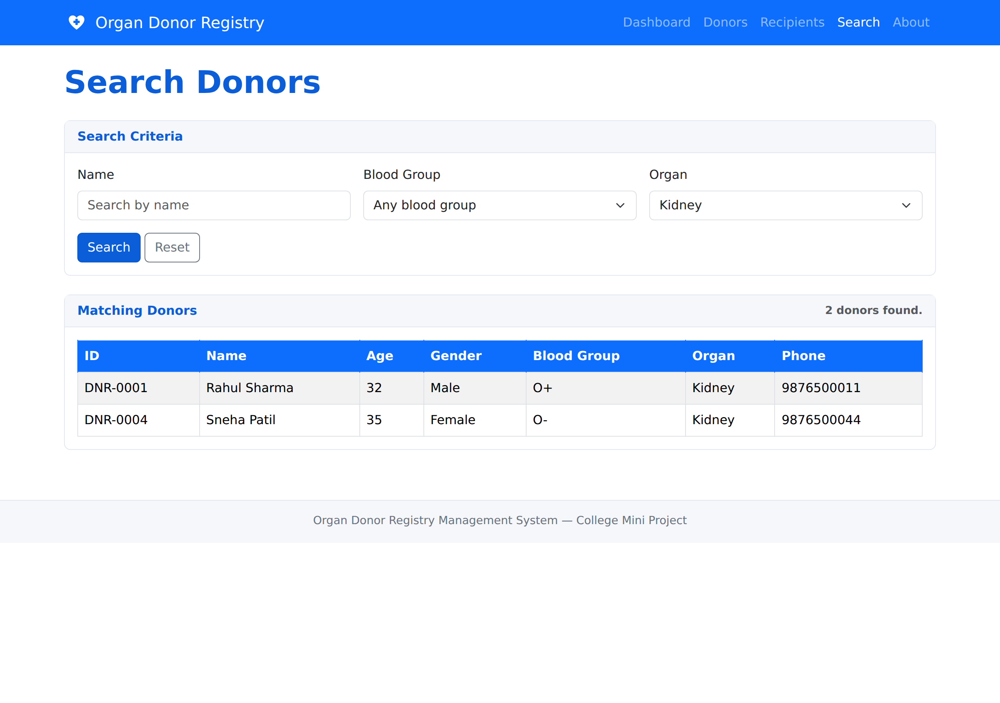 Organ Donor Registry
Dashboard Donors Recipients Search About
Search Donors
Search Criteria
Name Blood Group Organ
Search by name Any blood group Kidney
Search Reset
Matching Donors 2 donors found.
ID Name Age Gender Blood Group Organ Phone
DNR-0001 Rahul Sharma 32 Male O+ Kidney 9876500011
DNR-0004 Sneha Patil 35 Female O- Kidney 9876500044
Organ Donor Registry Management System — College Mini Project